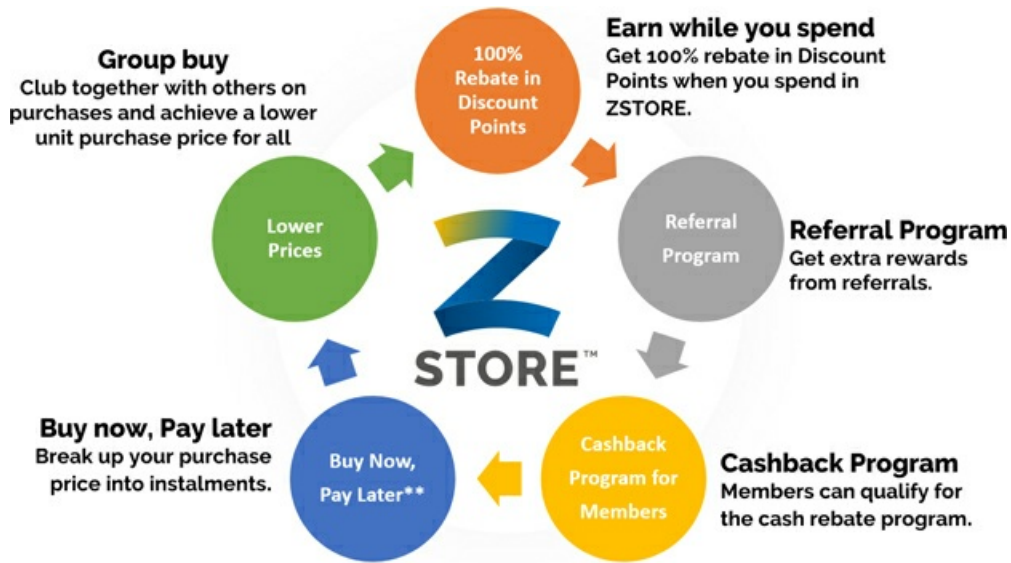 Group buy
Club together with others on
purchases and achieve a lower
unit purchase price for all
100%
Rebate in
Discount
Points
Earn while you spend
Get 100% rebate in Discount
Points when you spend in
ZSTORE.
Lower
Prices
Referral
Program
Referral Program
Get extra rewards
from referrals.
Z
STORE™
Buy now, Pay later
Break up your purchase
price into instalments.
Buy Now,
Pay Later**
Cashback
Program for
Members
Cashback Program
Members can qualify for
the cash rebate program.